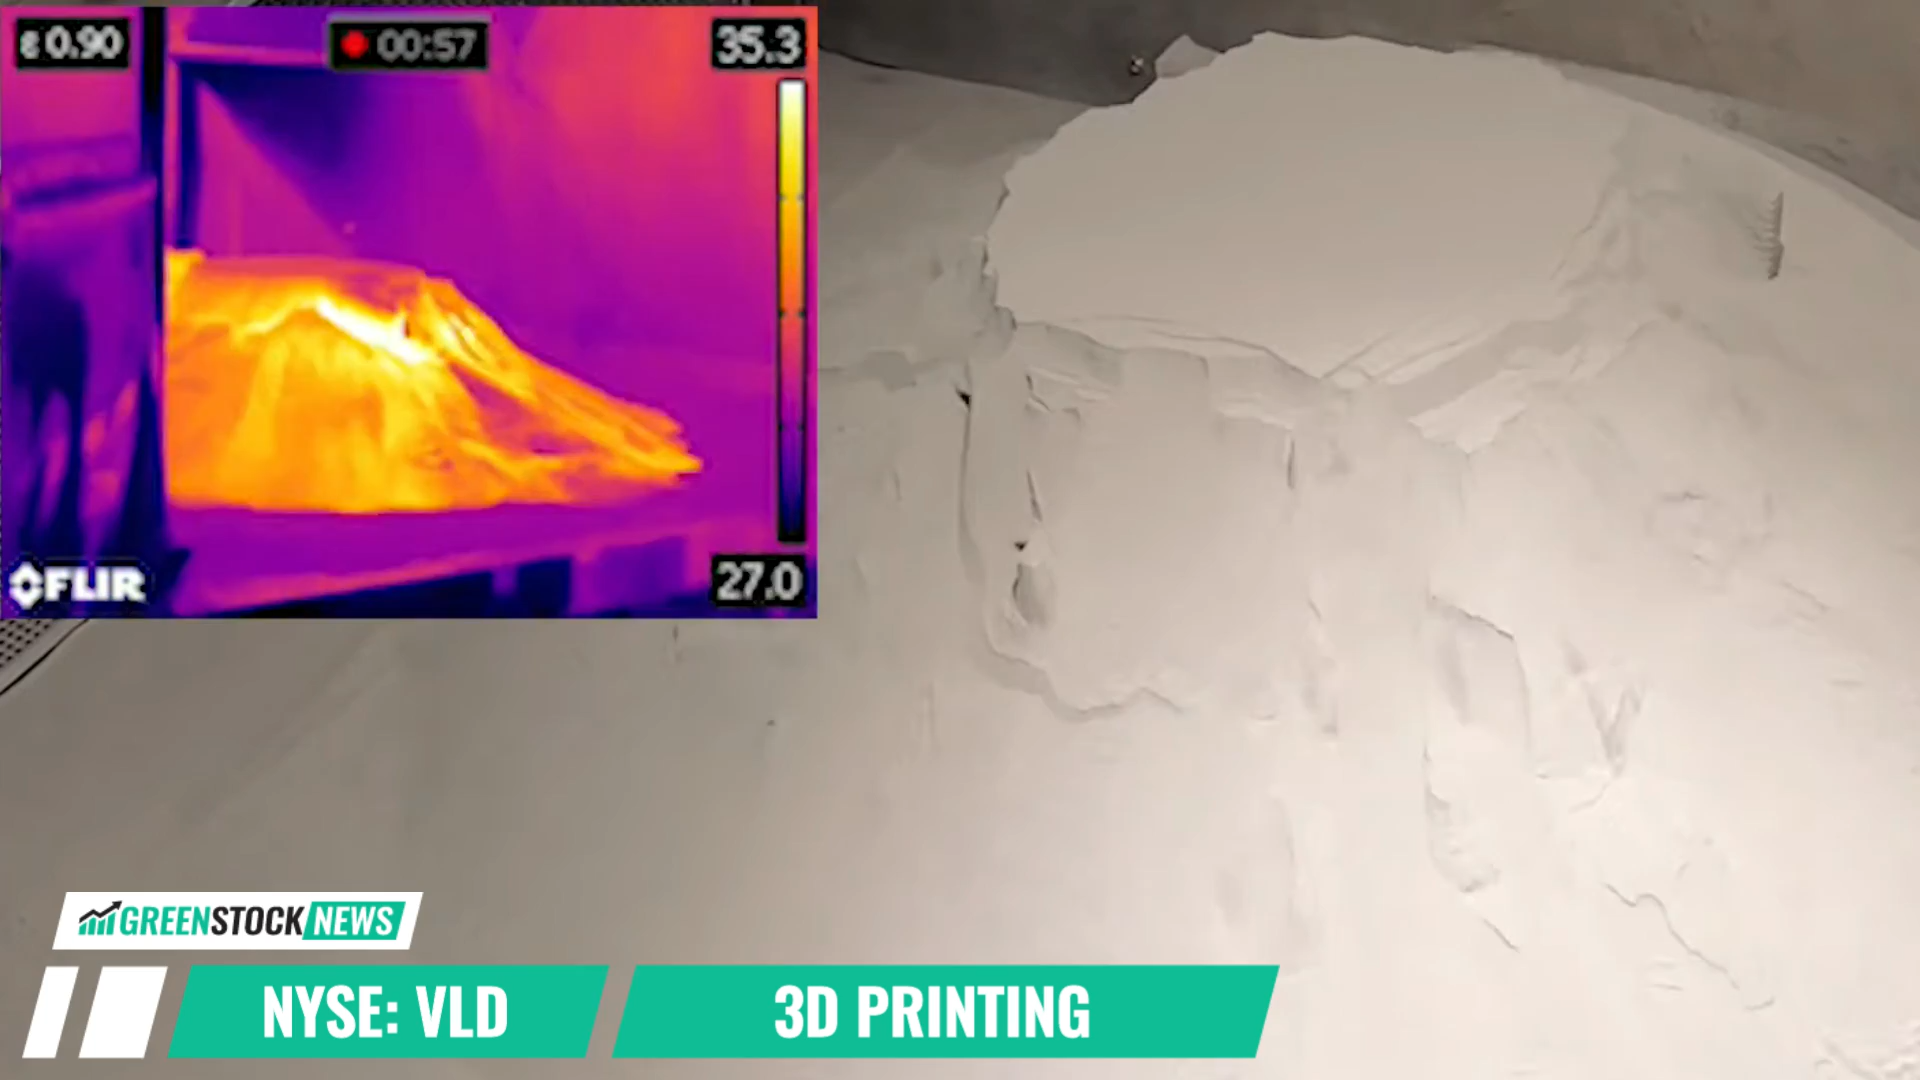 ε 0.90
00:57
35.3
FLIR
27.0
GREENSTOCK NEWS
NYSE: VLD
3D PRINTING